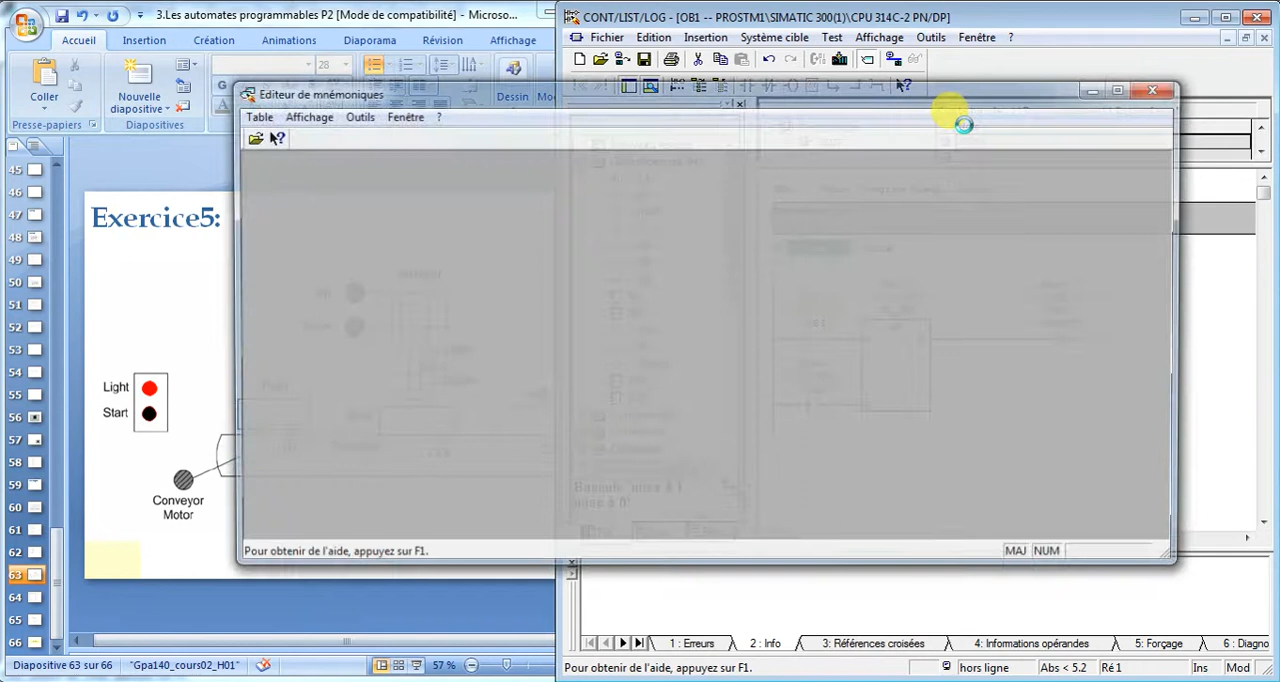 3.Les automates programmables P2 [Mode de compatibilité] - Microso...
Accueil
Insertion
Création
Animations
Diaporama
Révision
Affichage
28
Coller
Nouvelle
diapositive
G
Dessin
Presse-papiers
Diapositives
45
46
47
48
49
50
51
52
53
54
55
56
57
58
59
60
61
62
63
64
65
66
Exercice5:
Light
Start
Conveyor
Motor
Diapositive 63 sur 66
"Gpa140_cours02_H01"
57 %
CONT/LIST/LOG - [OB1 -- PROSTM1\SIMATIC 300(1)\CPU 314C-2 PN/DP]
Fichier
Edition
Insertion
Système cible
Test
Affichage
Outils
Fenêtre
?
Editeur de mnémoniques
Table
Affichage
Outils
Fenêtre
?
Pour obtenir de l'aide, appuyez sur F1.
MAJ
NUM
1 : Erreurs
2 : Info
3: Références croisées
4: Informations opérandes
5: Forçage
6 : Diagno
Pour obtenir de l'aide, appuyez sur F1.
hors ligne
Abs < 5.2
Ré 1
Ins
Mod